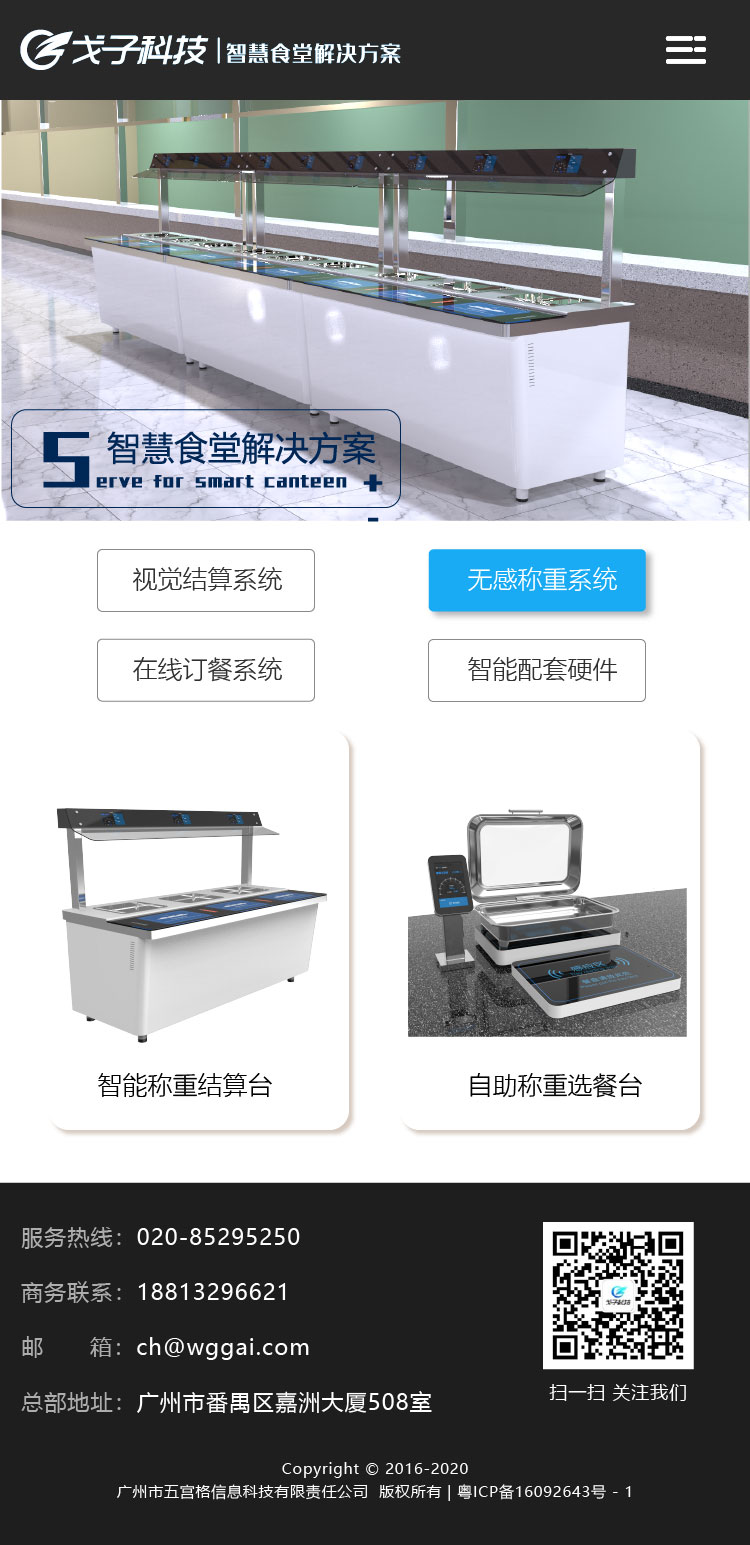 戈子科技 | 智慧食堂解决方案
智慧食堂解决方案
Serve for smart canteen
视觉结算系统
无感称重系统
在线订餐系统
智能配套硬件
智能称重结算台
自助称重选餐台
服务热线：020-85295250
商务联系：18813296621
邮 箱：ch@wggai.com
总部地址：广州市番禺区嘉洲大厦508室
戈子科技
扫一扫 关注我们
Copyright © 2016-2020
广州市五宫格信息科技有限责任公司 版权所有 | 粤ICP备16092643号 - 1